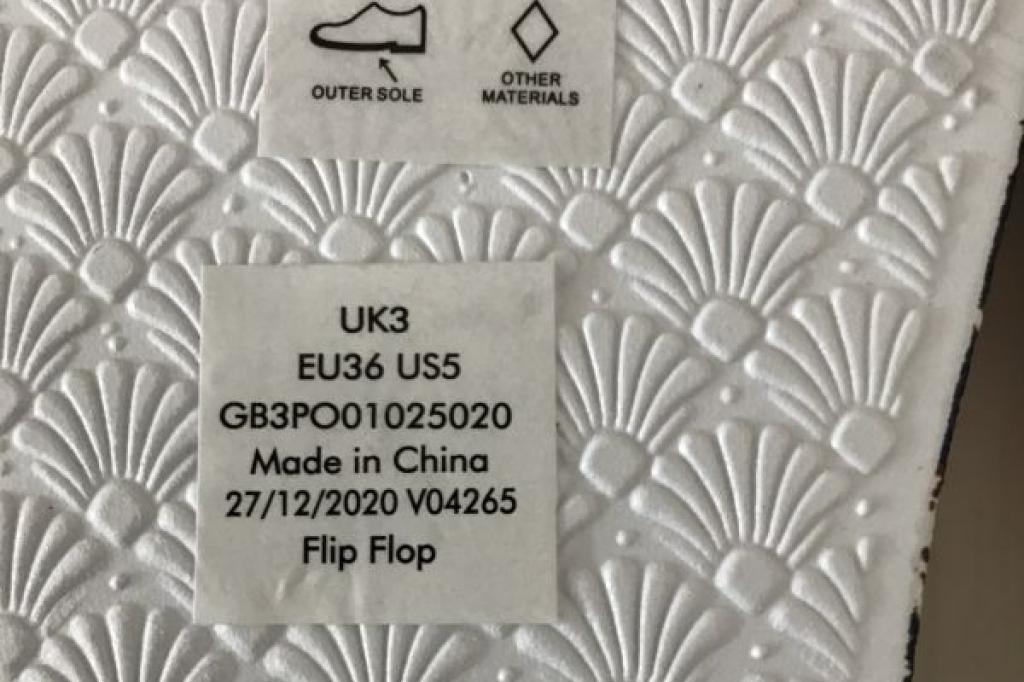 OUTER SOLE
OTHER
MATERIALS
UK3
EU36 US5
GB3PO01025020
Made in China
27/12/2020 V04265
Flip Flop